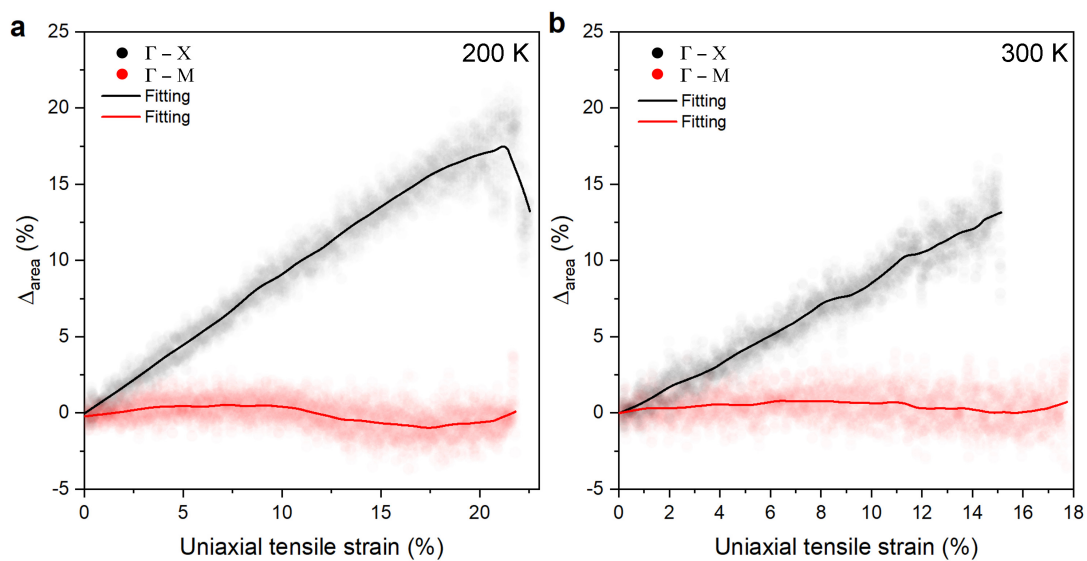 a
25
20
15
10
5
0
-5
Δarea (%)
Γ – X
Γ – M
Fitting
Fitting
200 K
0 5 10 15 20
Uniaxial tensile strain (%)
b
25
20
15
10
5
0
-5
Δarea (%)
Γ – X
Γ – M
Fitting
Fitting
300 K
0 2 4 6 8 10 12 14 16 18
Uniaxial tensile strain (%)